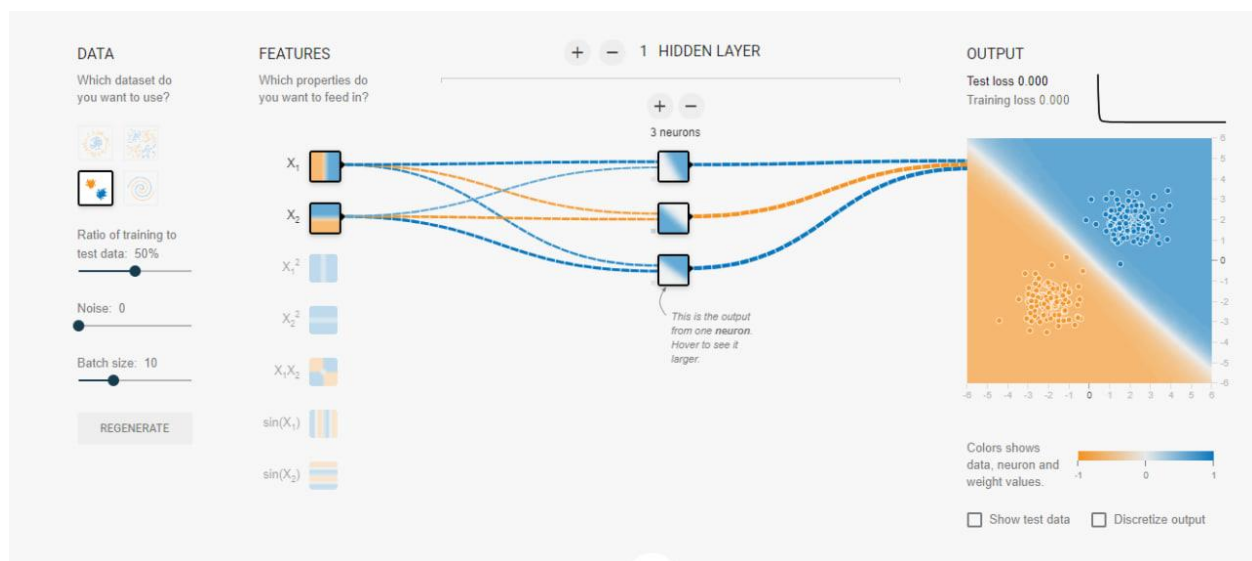 DATA
Which dataset do
you want to use?
Ratio of training to
test data: 50%
Noise: 0
Batch size: 10
REGENERATE
FEATURES
Which properties do
you want to feed in?
X₁
X₂
X₁²
X₂²
X₁X₂
sin(X₁)
sin(X₂)
+ − 1 HIDDEN LAYER
+ −
3 neurons
This is the output
from one neuron.
Hover to see it
larger.
OUTPUT
Test loss 0.000
Training loss 0.000
6
5
4
3
2
1
0
-1
-2
-3
-4
-5
-6
-6 -5 -4 -3 -2 -1 0 1 2 3 4 5 6
Colors shows
data, neuron and
weight values.
-1 0 1
Show test data
Discretize output